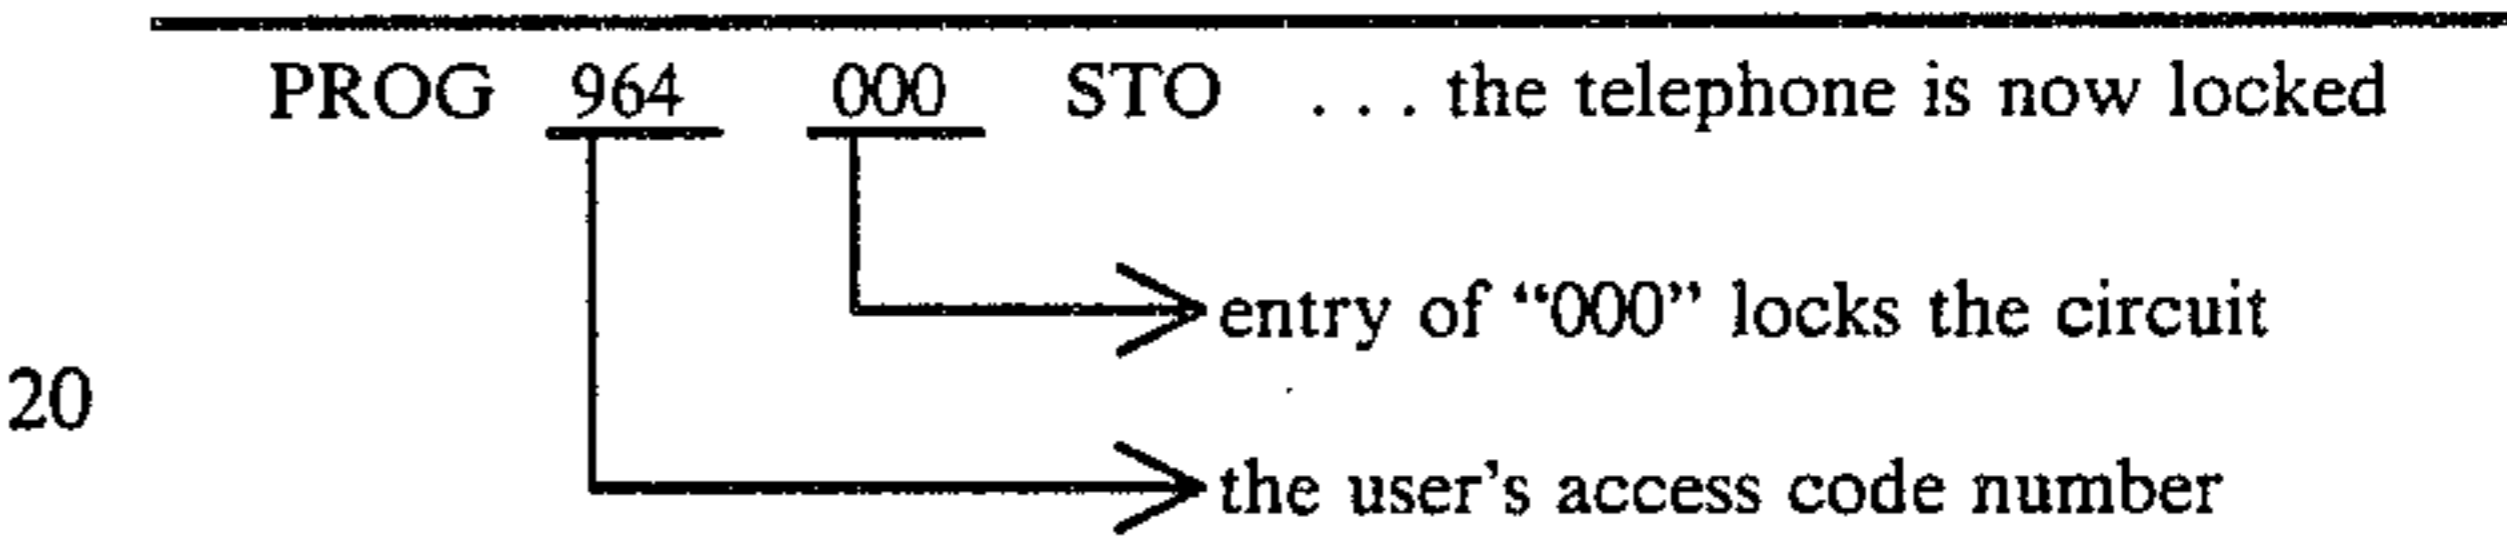 PROG 964 000 STO . . . the telephone is now locked
entry of “000” locks the circuit
20
the user’s access code number